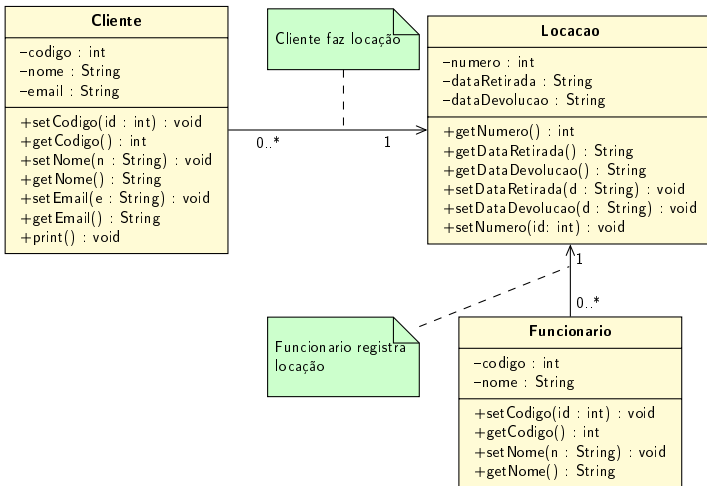 Cliente
–codigo : int
–nome : String
–email : String
+setCodigo(id : int) : void
+getCodigo() : int
+setNome(n : String) : void
+getNome() : String
+setEmail(e : String) : void
+getEmail() : String
+print() : void
Cliente faz locação
0..*
1
Locacao
–numero : int
–dataRetirada : String
–dataDevolucao : String
+getNumero() : int
+getDataRetirada() : String
+getDataDevolucao() : String
+setDataRetirada(d : String) : void
+setDataDevolucao(d : String) : void
+setNumero(id: int) : void
1
0..*
Funcionario registra
locação
Funcionario
–codigo : int
–nome : String
+setCodigo(id : int) : void
+getCodigo() : int
+setNome(n : String) : void
+getNome() : String